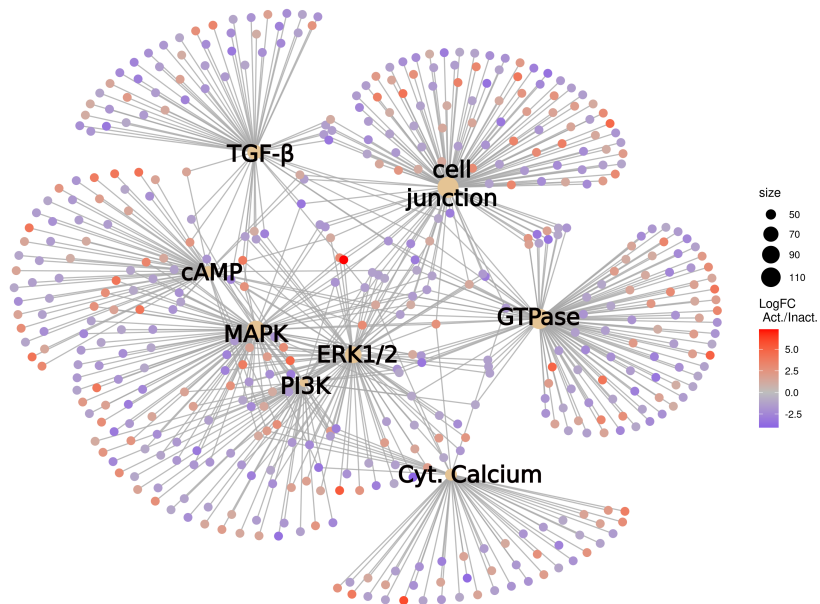 TGF-β
cell
junction
cAMP
MAPK
ERK1/2
PI3K
GTPase
Cyt. Calcium
size
50
70
90
110
LogFC
Act./Inact.
5.0
2.5
0.0
-2.5